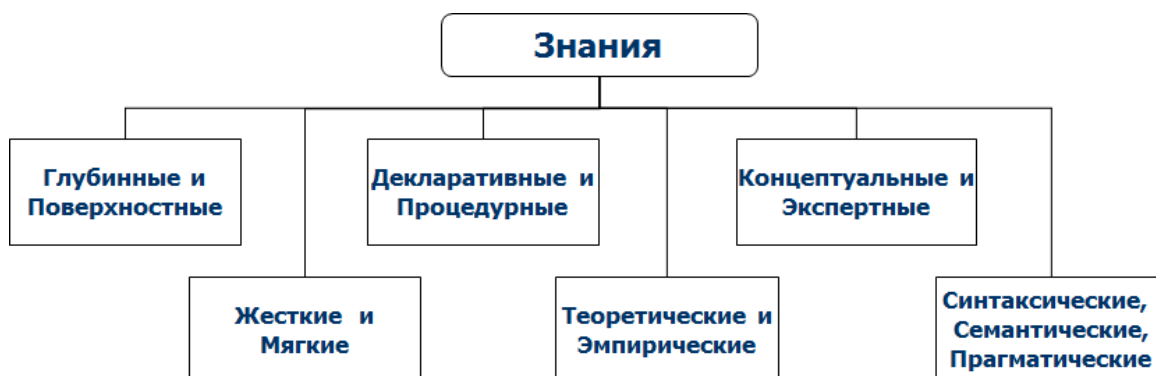 Знания
Глубинные и
Поверхностные
Декларативные и
Процедурные
Концептуальные и
Экспертные
Жесткие и
Мягкие
Теоретические и
Эмпирические
Синтаксические,
Семантические,
Прагматические